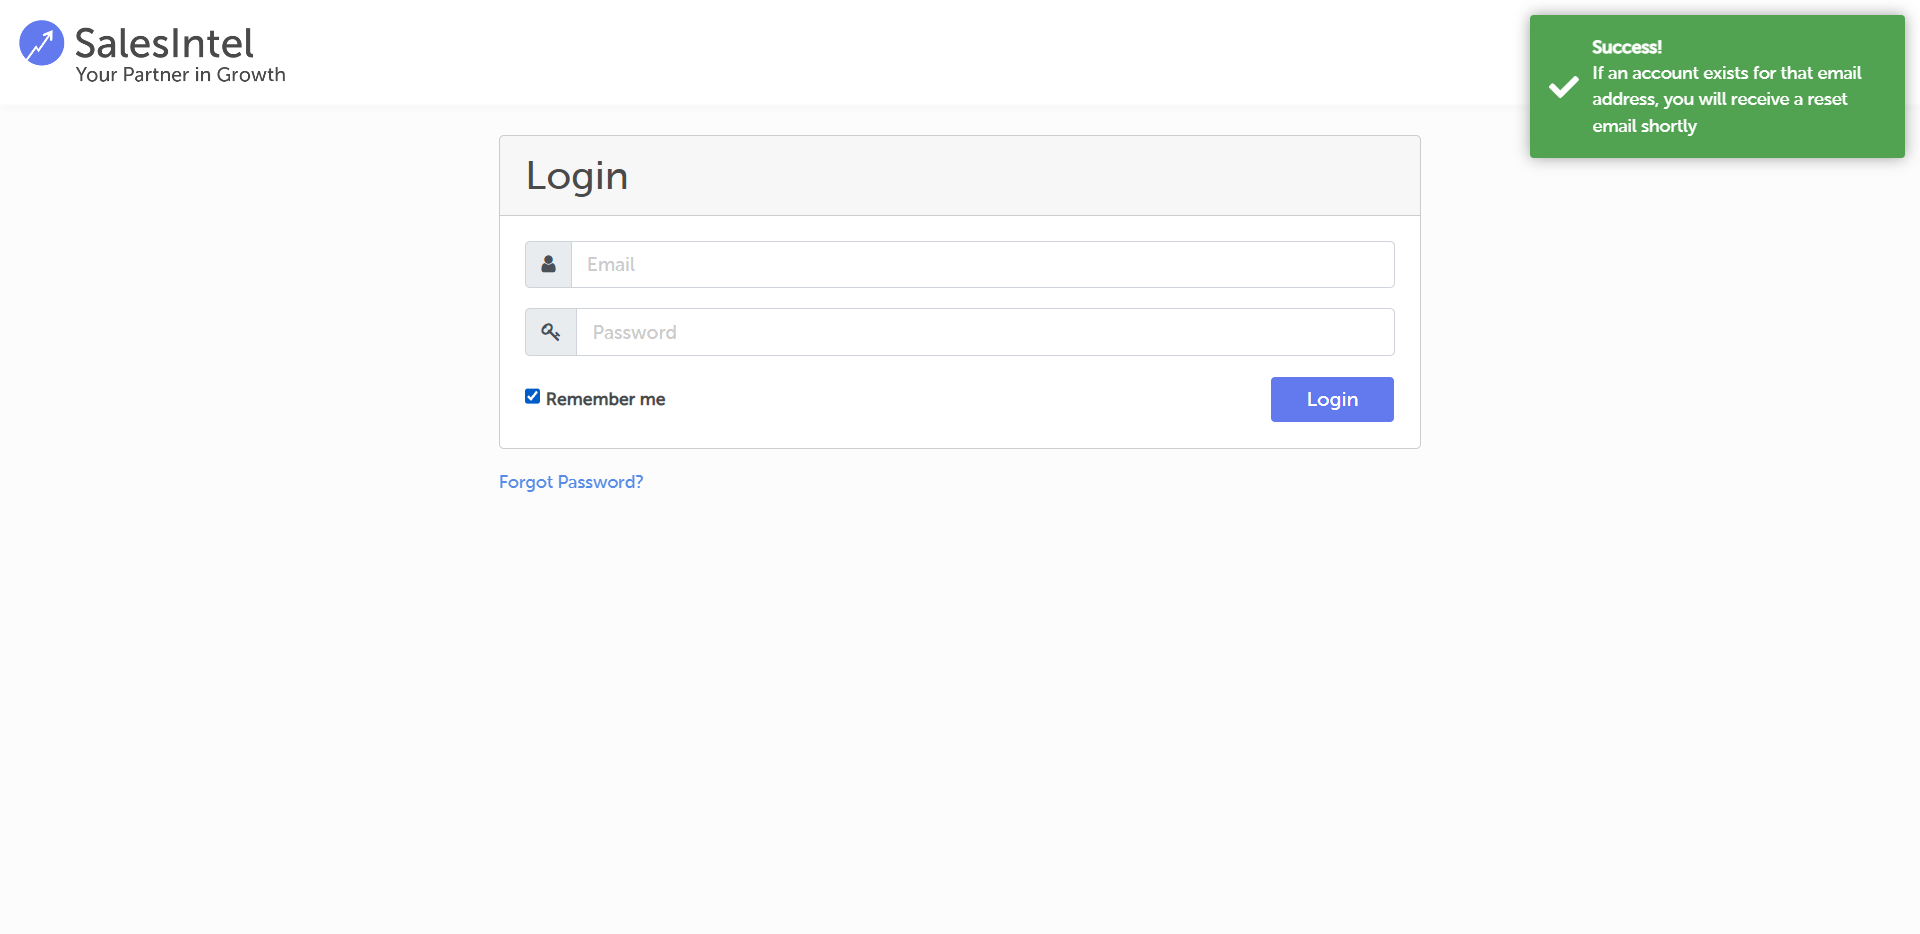 SalesIntel
Your Partner in Growth
Success!
If an account exists for that email
address, you will receive a reset
email shortly
Login
Email
Password
Remember me
Login
Forgot Password?